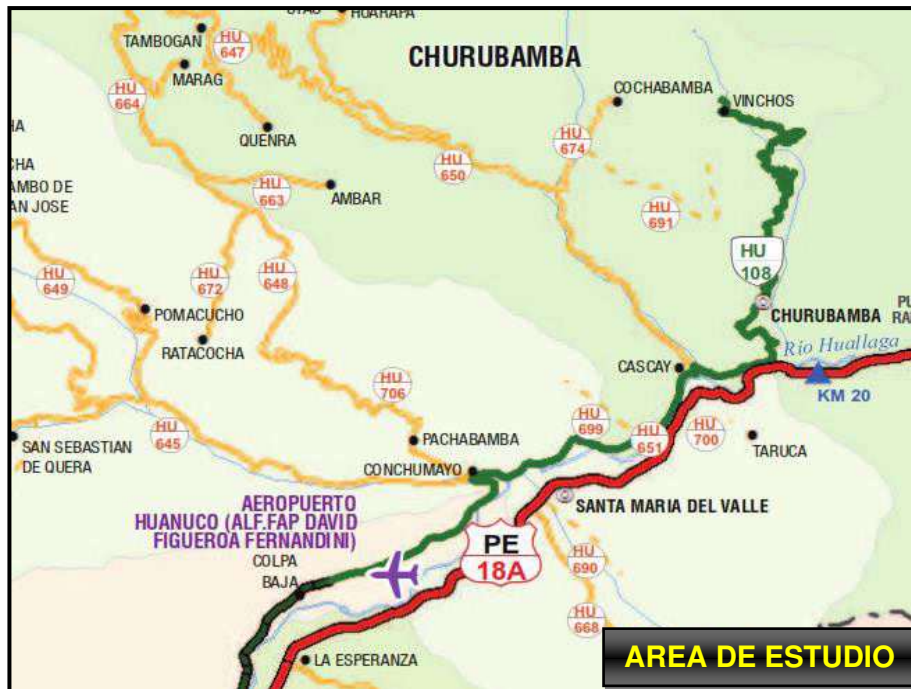 HUARAPA
TAMBOGAN
HU
647
CHURUBAMBA
MARAG
HU
664
COCHABAMBA
VINCHOS
QUENRA
HU
674
HU
650
HU
663
AMBAR
AMBO DE
AN JOSE
HU
691
HU
108
HU
649
HU
672
HU
648
POMACUCHO
CHURUBAMBA
RATACOCHA
Río Huallaga
CASCAY
KM 20
HU
706
HU
699
HU
651
HU
700
HU
645
PACHABAMBA
TARUCA
SAN SEBASTIAN
DE QUERA
CONCHUMAYO
AEROPUERTO
HUANUCO (ALF.FAP DAVID
FIGUEROA FERNANDINI)
SANTA MARIA DEL VALLE
PE
18A
COLPA
BAJA
HU
690
HU
668
LA ESPERANZA
AREA DE ESTUDIO